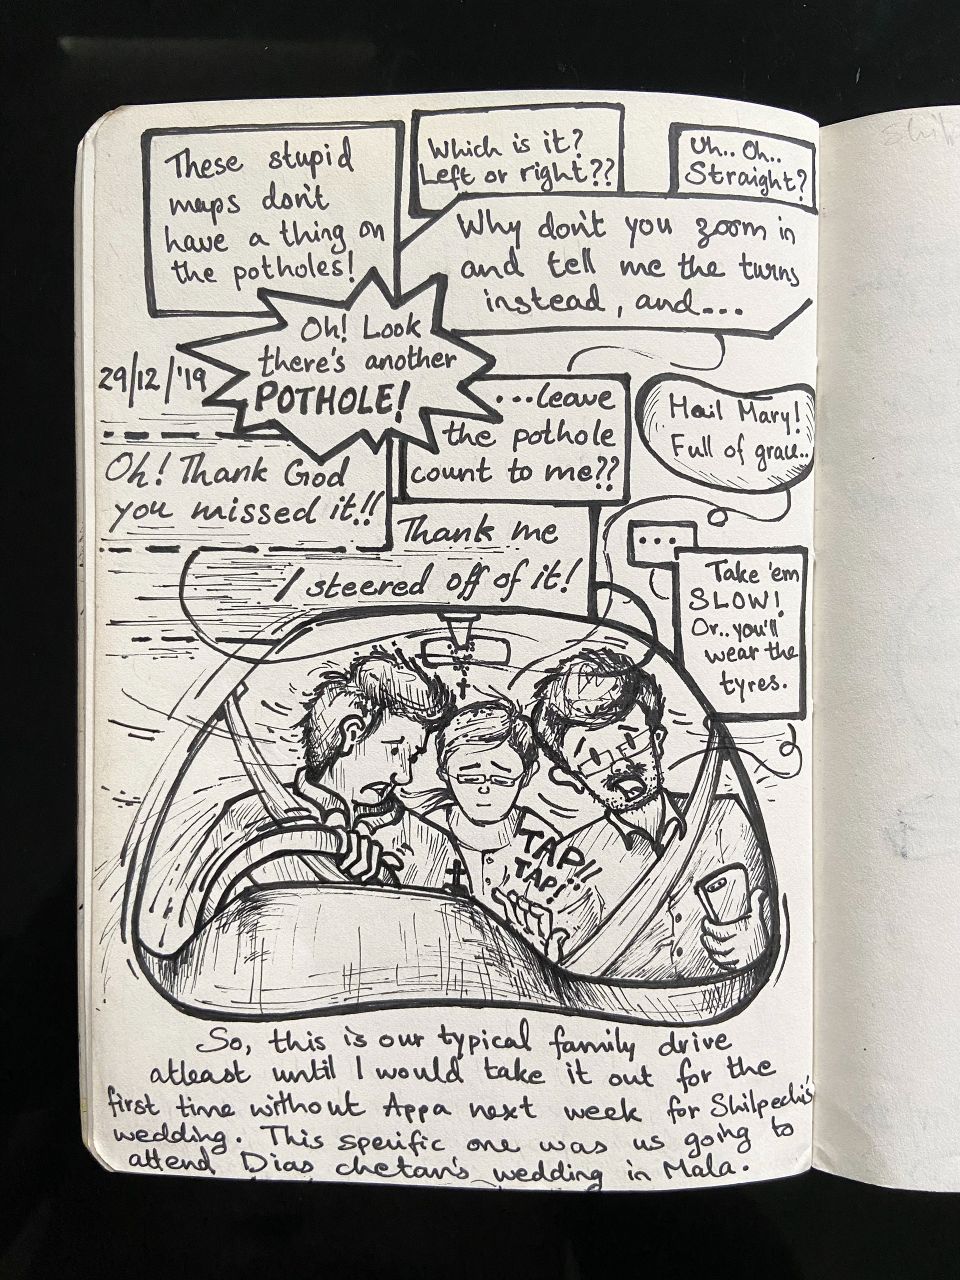 These stupid
maps don't
have a thing on
the potholes!
Which is it?
Left or right??
Uh.. Oh..
Straight?
Why don't you zoom in
and tell me the turns
instead, and...
Oh! Look
there's another
POTHOLE!
29/12/'19
...leave
the pothole
count to me??
Hail Mary!
Full of grace..
Oh! Thank God
you missed it!!
Thank me
I steered off of it!
...
Take 'em
SLOW!
Or.. you'll
wear the
tyres.
TAP!!
TAP!!
So, this is our typical family drive
atleast until I would take it out for the
first time without Appa next week for Shilpechi's
wedding. This specific one was us going to
attend Dias chetan's wedding in Mala.